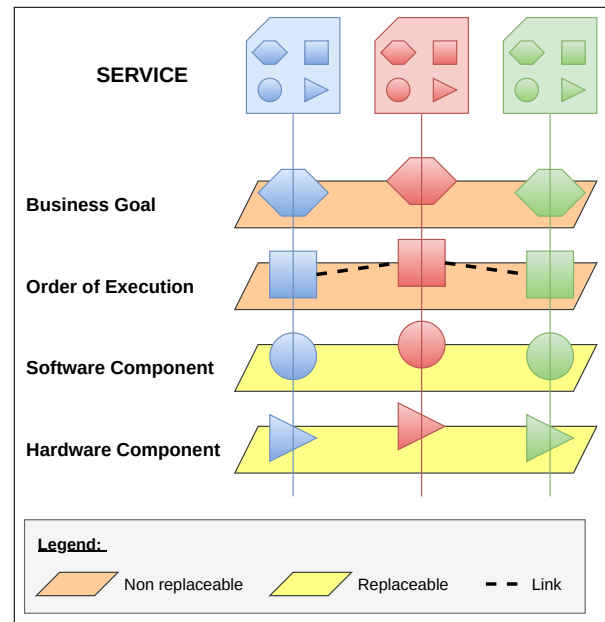 SERVICE
Business Goal
Order of Execution
Software Component
Hardware Component
Legend:
Non replaceable
Replaceable
Link